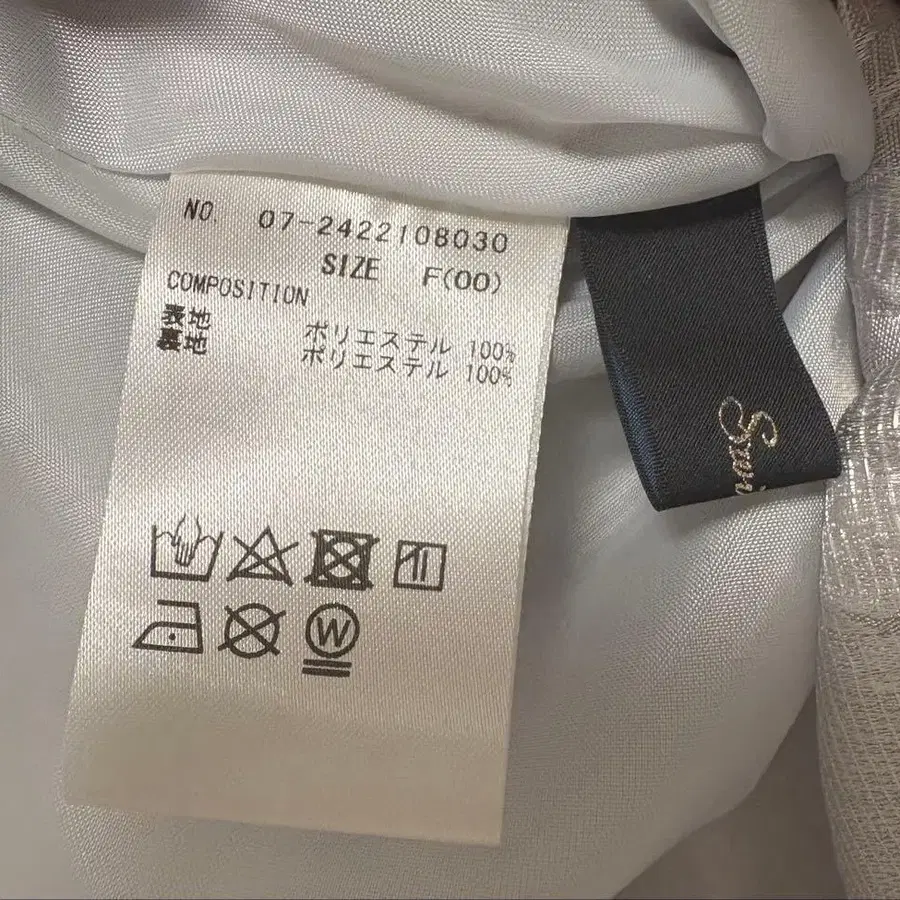 NO 07-2422108030
SIZE F(00)
COMPOSITION
表地 ポリエステル 100%
裏地 ポリエステル 100%
W